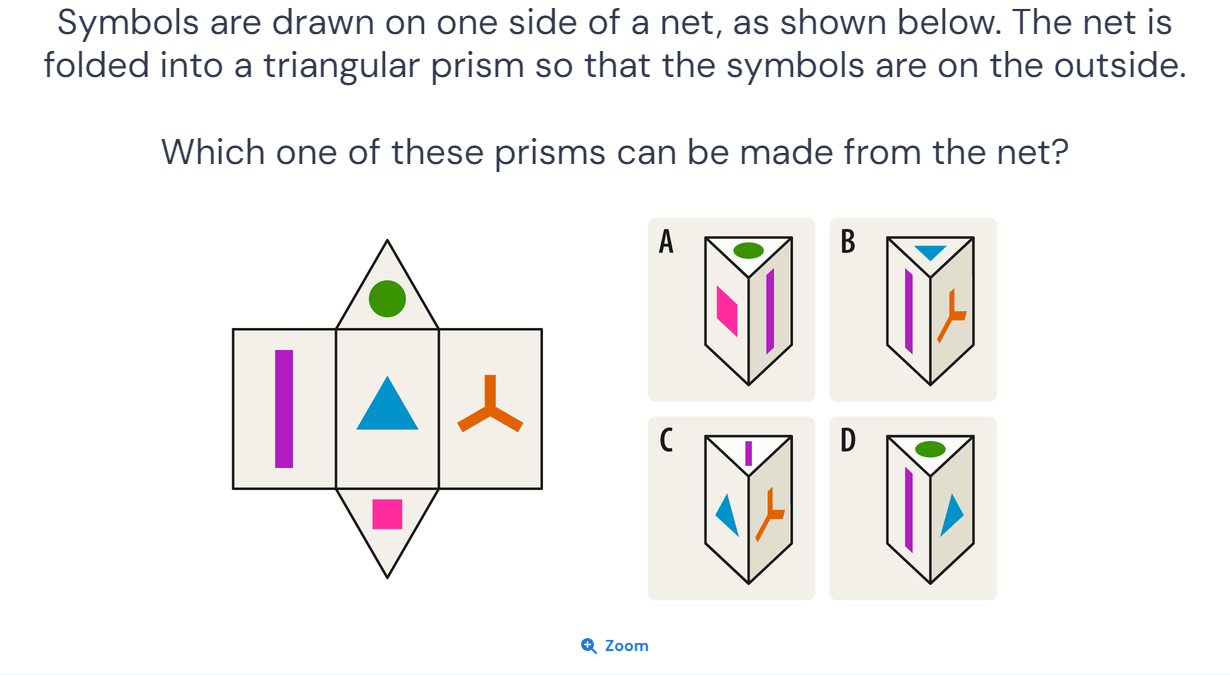 Symbols are drawn on one side of a net, as shown below. The net is
folded into a triangular prism so that the symbols are on the outside.
Which one of these prisms can be made from the net?
A
B
C
D
Zoom